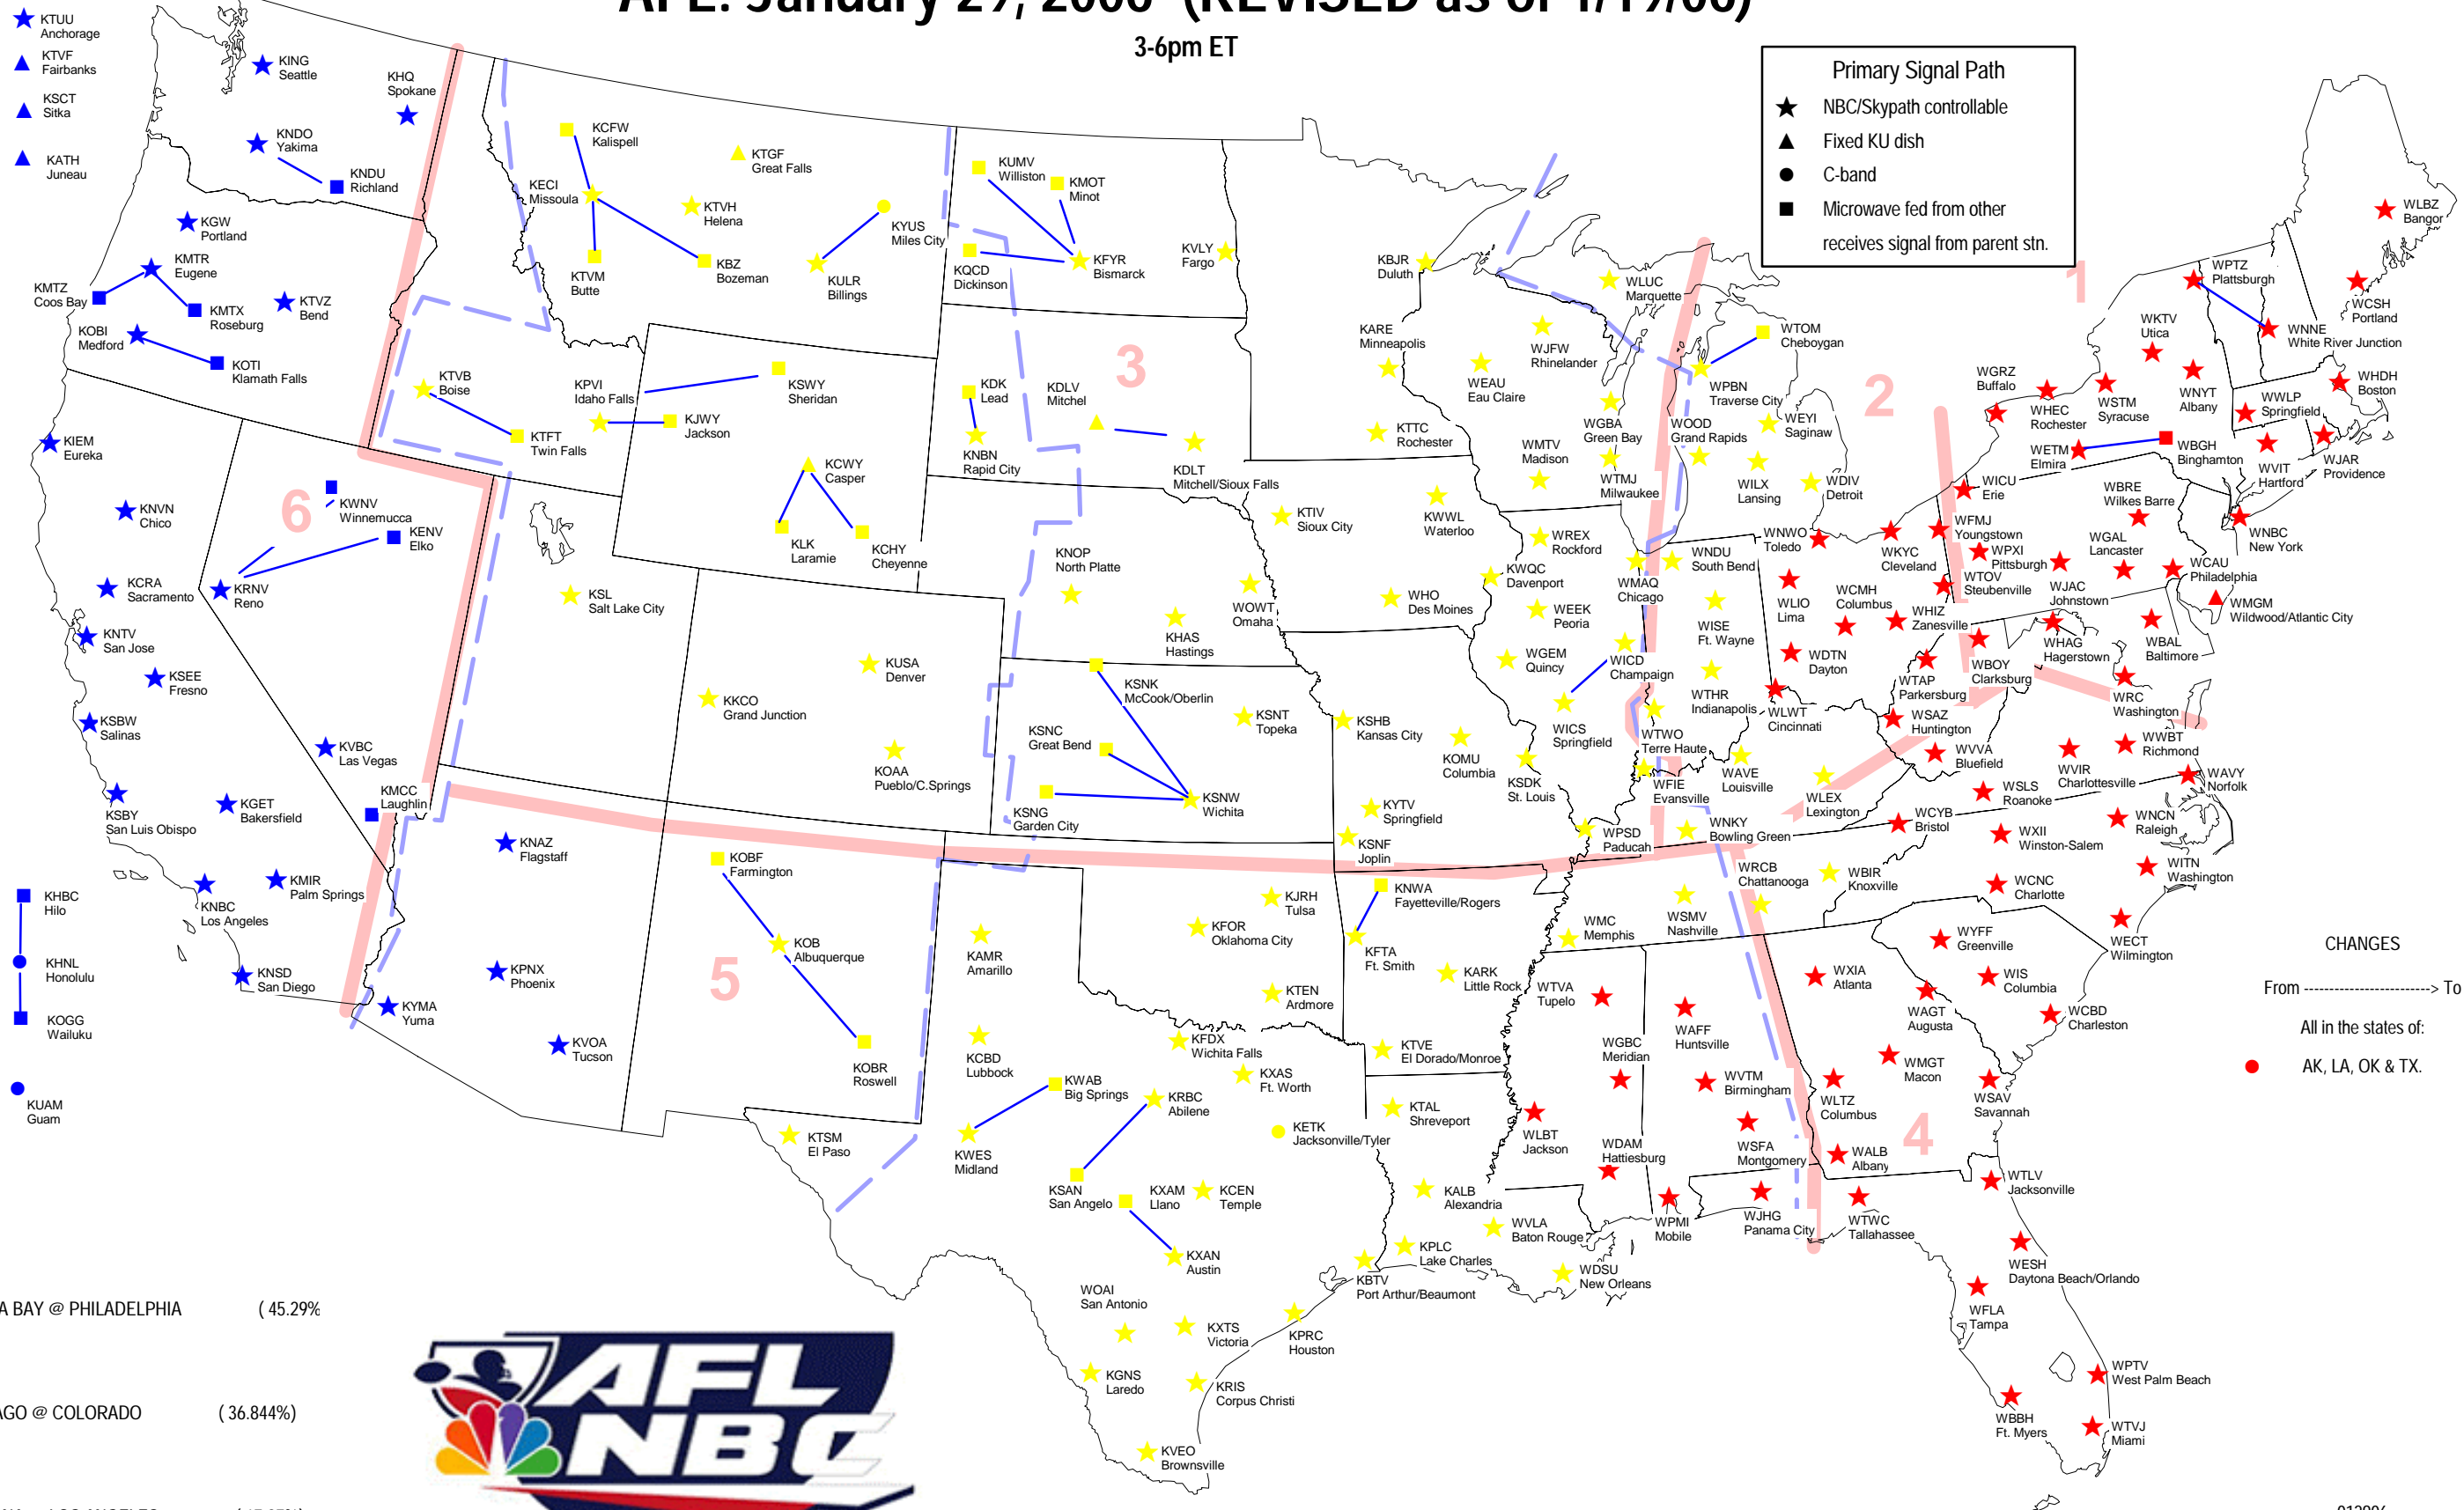 AFL: January 29, 2006 (REVISED as of 1/19/06)
3-6pm ET
Primary Signal Path
NBC/Skypath controllable
Fixed KU dish
C-band
Microwave fed from other
receives signal from parent stn.
KTUU
Anchorage
KTVF
Fairbanks
KSCT
Sitka
KATH
Juneau
KING
Seattle
KHQ
Spokane
KNDO
Yakima
KNDU
Richland
KGW
Portland
KMTR
Eugene
KMTZ
Coos Bay
KMTX
Roseburg
KTVZ
Bend
KOBI
Medford
KOTI
Klamath Falls
KIEM
Eureka
KNVN
Chico
KWNV
Winnemucca
KENV
Elko
6
KCRA
Sacramento
KRNV
Reno
KNTV
San Jose
KSEE
Fresno
KSBW
Salinas
KVBC
Las Vegas
KMCC
Laughlin
KSBY
San Luis Obispo
KGET
Bakersfield
KNBC
Los Angeles
KMIR
Palm Springs
KNSD
San Diego
KHBC
Hilo
KHNL
Honolulu
KOGG
Wailuku
KUAM
Guam
KCFW
Kalispell
KTGF
Great Falls
KECI
Missoula
KTVH
Helena
KYUS
Miles City
KTVM
Butte
KBZ
Bozeman
KULR
Billings
KTVB
Boise
KPVI
Idaho Falls
KSWY
Sheridan
KTFT
Twin Falls
KJWY
Jackson
KCWY
Casper
KLK
Laramie
KCHY
Cheyenne
KSL
Salt Lake City
KUSA
Denver
KKCO
Grand Junction
KOAA
Pueblo/C.Springs
KNAZ
Flagstaff
KPNX
Phoenix
KYMA
Yuma
KVOA
Tucson
KOBF
Farmington
KOB
Albuquerque
5
KOBR
Roswell
KUMV
Williston
KMOT
Minot
KQCD
Dickinson
KFYR
Bismarck
KVLY
Fargo
3
KDK
Lead
KDLV
Mitchel
KNBN
Rapid City
KDLT
Mitchell/Sioux Falls
KNOP
North Platte
KHAS
Hastings
WOWT
Omaha
KSNK
McCook/Oberlin
KSNC
Great Bend
KSNT
Topeka
KSNG
Garden City
KSNW
Wichita
KBJR
Duluth
KARE
Minneapolis
KTTC
Rochester
KTIV
Sioux City
KWWL
Waterloo
WHO
Des Moines
KWQC
Davenport
KSHB
Kansas City
KOMU
Columbia
KSDK
St. Louis
KYTV
Springfield
KSNF
Joplin
WLUC
Marquette
WJFW
Rhinelander
WEAU
Eau Claire
WGBA
Green Bay
WMTV
Madison
WTMJ
Milwaukee
WREX
Rockford
WMAQ
Chicago
WEEK
Peoria
WGEM
Quincy
WICD
Champaign
WICS
Springfield
WPSD
Paducah
2
WTOM
Cheboygan
WPBN
Traverse City
WOOD
Grand Rapids
WEYI
Saginaw
WILX
Lansing
WDIV
Detroit
WNDU
South Bend
WISE
Ft. Wayne
WTHR
Indianapolis
WTWO
Terre Haute
WFIE
Evansville
WAVE
Louisville
WLEX
Lexington
WNKY
Bowling Green
WNWO
Toledo
WKYC
Cleveland
WLIO
Lima
WCMH
Columbus
WHIZ
Zanesville
WDTN
Dayton
WLWT
Cincinnati
WFMJ
Youngstown
WTOV
Steubenville
WTAP
Parkersburg
WBOY
Clarksburg
WSAZ
Huntington
WVVA
Bluefield
1
WLBZ
Bangor
WPTZ
Plattsburgh
WCSH
Portland
WNNE
White River Junction
WKTV
Utica
WGRZ
Buffalo
WHEC
Rochester
WSTM
Syracuse
WNYT
Albany
WWLP
Springfield
WHDH
Boston
WETM
Elmira
WBGH
Binghamton
WVIT
Hartford
WJAR
Providence
WICU
Erie
WBRE
Wilkes Barre
WNBC
New York
WPXI
Pittsburgh
WGAL
Lancaster
WCAU
Philadelphia
WJAC
Johnstown
WMGM
Wildwood/Atlantic City
WHAG
Hagerstown
WBAL
Baltimore
WRC
Washington
WWBT
Richmond
WVIR
Charlottesville
WAVY
Norfolk
WSLS
Roanoke
WCYB
Bristol
WXII
Winston-Salem
WNCN
Raleigh
WITN
Washington
WCNC
Charlotte
WECT
Wilmington
WRCB
Chattanooga
WBIR
Knoxville
WSMV
Nashville
WMC
Memphis
WYFF
Greenville
WIS
Columbia
WCBD
Charleston
WXIA
Atlanta
WAGT
Augusta
WMGT
Macon
WLTZ
Columbus
WSAV
Savannah
WALB
Albany
4
WTVA
Tupelo
WAFF
Huntsville
WGBC
Meridian
WVTM
Birmingham
WLBT
Jackson
WDAM
Hattiesburg
WSFA
Montgomery
WPMI
Mobile
WJHG
Panama City
WTWC
Tallahassee
WTLV
Jacksonville
WESH
Daytona Beach/Orlando
WFLA
Tampa
WPTV
West Palm Beach
WBBH
Ft. Myers
WTVJ
Miami
KJRH
Tulsa
KFOR
Oklahoma City
KTEN
Ardmore
KNWA
Fayetteville/Rogers
KFTA
Ft. Smith
KARK
Little Rock
KTVE
El Dorado/Monroe
KTAL
Shreveport
KALB
Alexandria
WVLA
Baton Rouge
KPLC
Lake Charles
WDSU
New Orleans
KAMR
Amarillo
KCBD
Lubbock
KFDX
Wichita Falls
KXAS
Ft. Worth
KWAB
Big Springs
KRBC
Abilene
KTSM
El Paso
KWES
Midland
KETK
Jacksonville/Tyler
KSAN
San Angelo
KXAM
Llano
KCEN
Temple
KXAN
Austin
KBTV
Port Arthur/Beaumont
WOAI
San Antonio
KXTS
Victoria
KPRC
Houston
KGNS
Laredo
KRIS
Corpus Christi
KVEO
Brownsville
CHANGES
From -------------------------> To
All in the states of:
AK, LA, OK & TX.
BAY @ PHILADELPHIA ( 45.29%
@ COLORADO ( 36.844%)
AFL
NBC